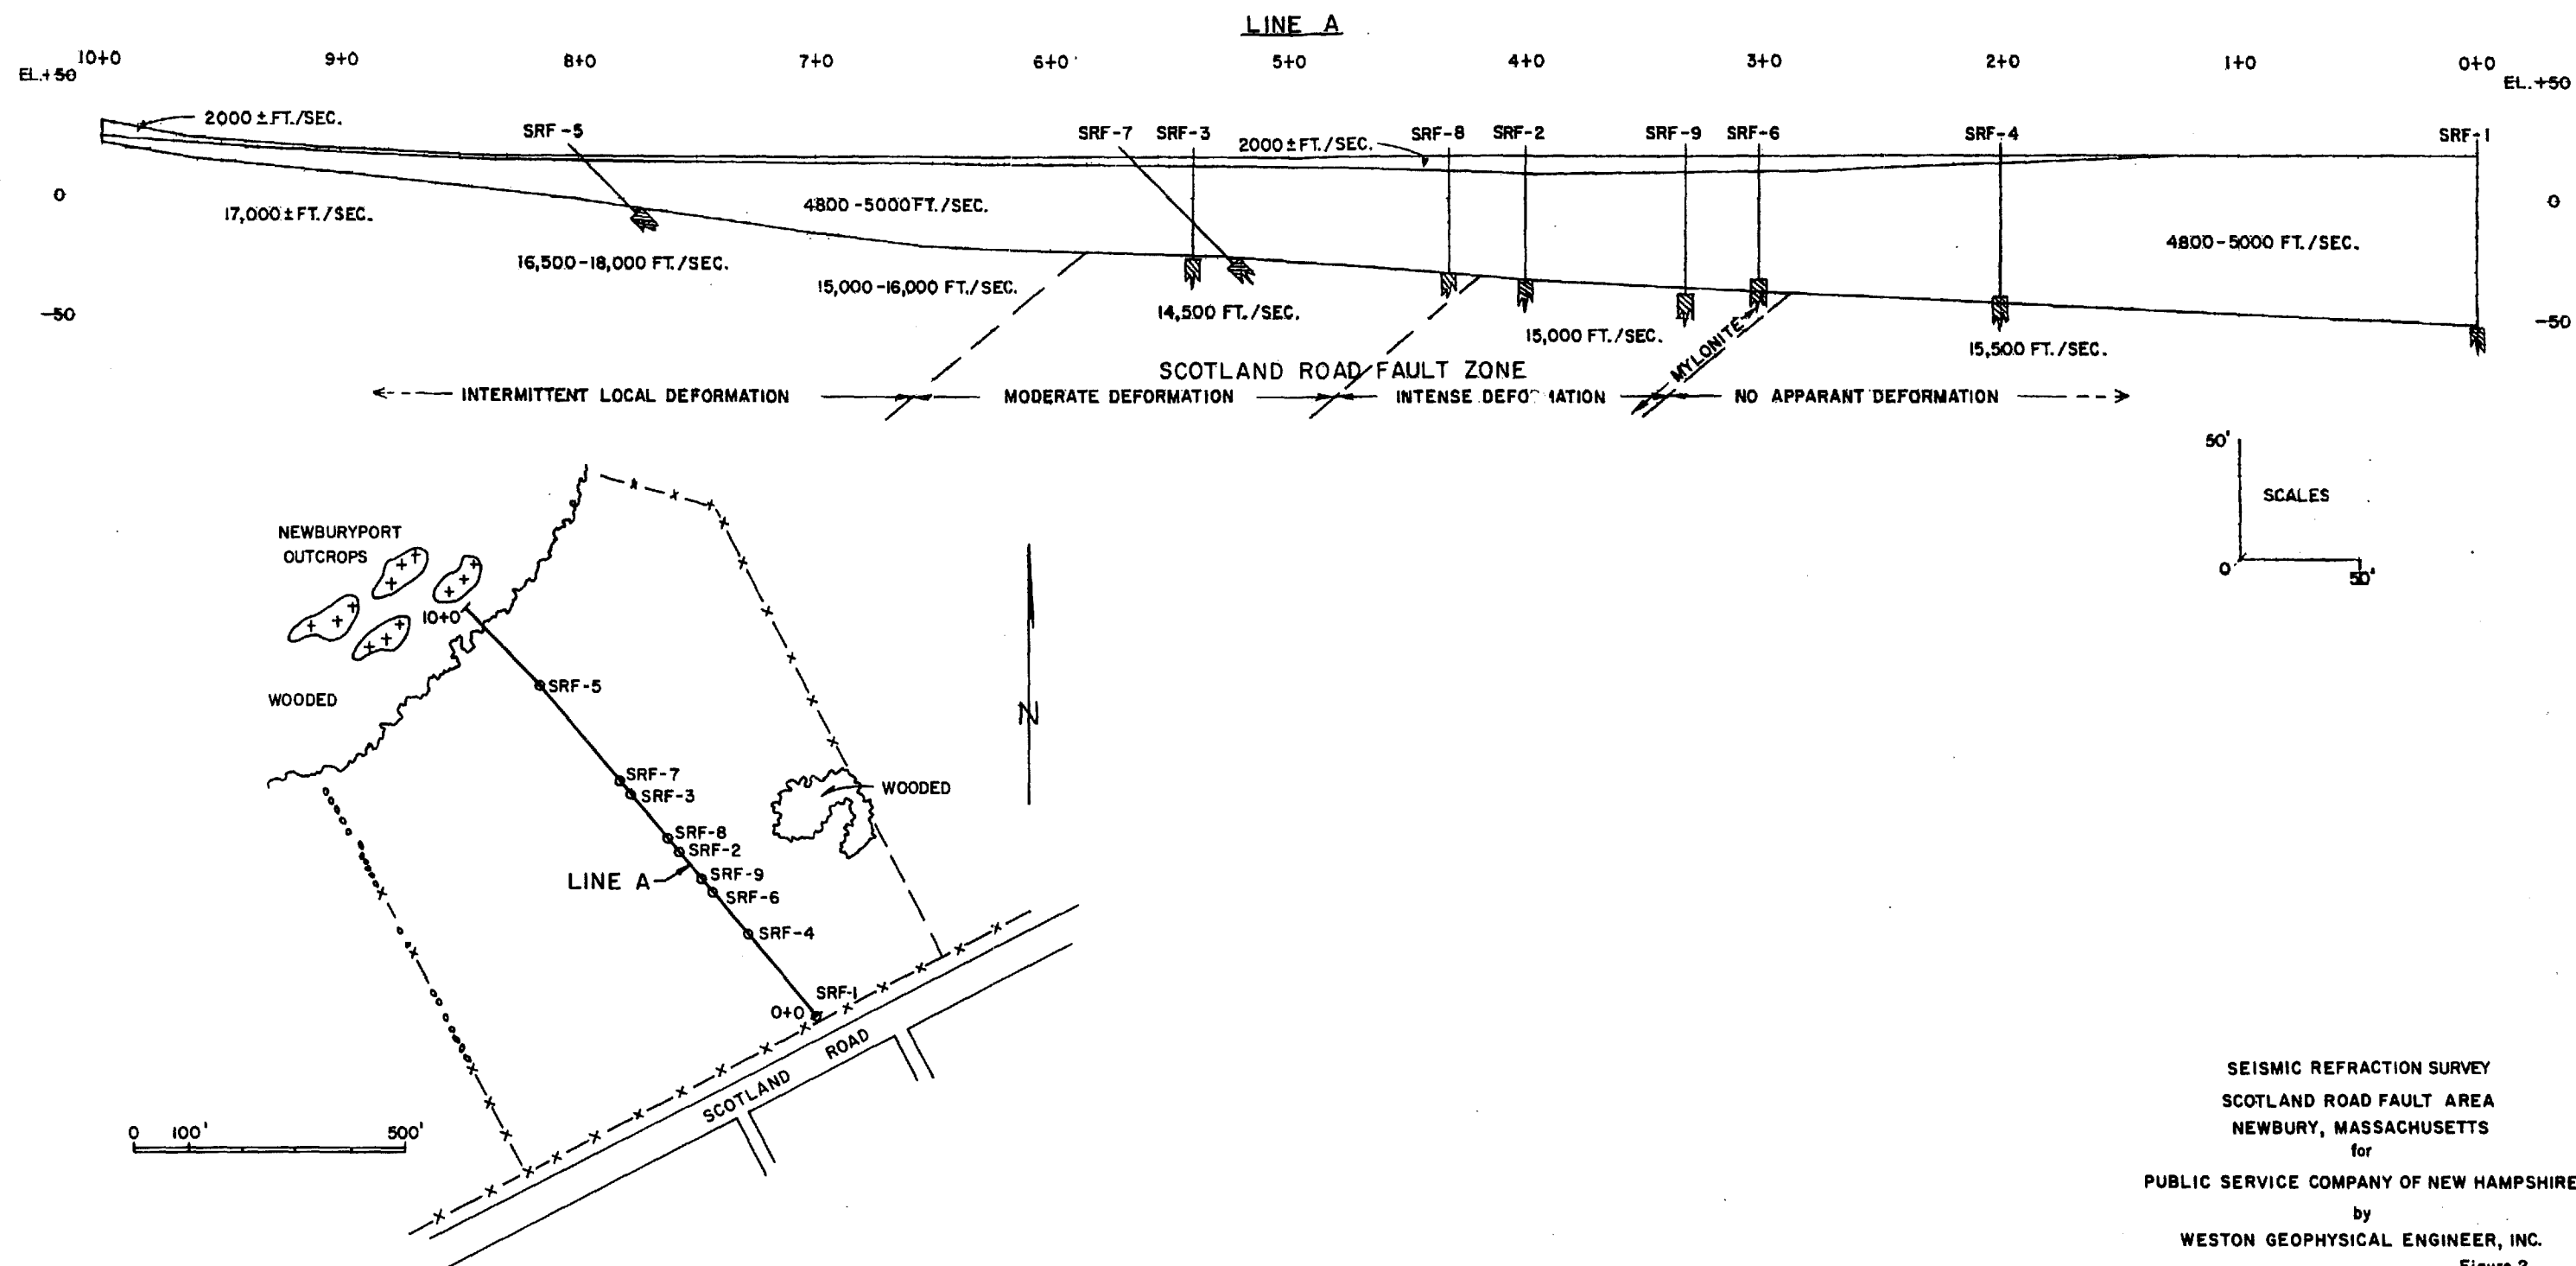 LINE A
10+0 9+0 8+0 7+0 6+0 5+0 4+0 3+0 2+0 1+0 0+0
EL.+50 EL.+50
2000 ± FT./SEC.
SRF-5 SRF-7 SRF-3 2000 ± FT./SEC. SRF-8 SRF-2 SRF-9 SRF-6 SRF-4 SRF-1
0 0
17,000 ± FT./SEC. 4800-5000 FT./SEC.
4800-5000 FT./SEC.
16,500-18,000 FT./SEC.
15,000-16,000 FT./SEC.
-50 14,500 FT./SEC. -50
15,000 FT./SEC. MYLONITE 15,500 FT./SEC.
SCOTLAND ROAD FAULT ZONE
INTERMITTENT LOCAL DEFORMATION MODERATE DEFORMATION INTENSE NO APPARANT DEFORMATION
50'
SCALES
0 50'
NEWBURYPORT
OUTCROPS
10+0
WOODED
SRF-5
N
SRF-7
SRF-3
WOODED
SRF-8
SRF-2
LINE A
SRF-9
SRF-6
SRF-4
SRF-1
0+0
SCOTLAND ROAD
0 100' 500'
SEISMIC REFRACTION SURVEY
SCOTLAND ROAD FAULT AREA
NEWBURY, MASSACHUSETTS
for
PUBLIC SERVICE COMPANY OF NEW HAMPSHIRE
by
WESTON GEOPHYSICAL ENGINEER, INC.
Figure 2